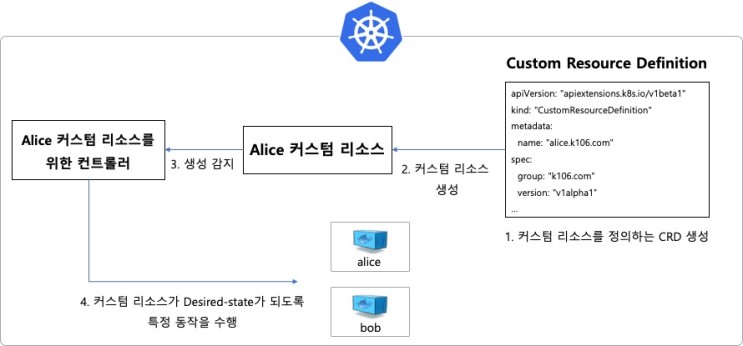 Custom Resource Definition
apiVersion: "apiextensions.k8s.io/v1beta1"
kind: "CustomResourceDefinition"
metadata:
name: "alice.k106.com"
spec:
group: "k106.com"
version: "v1alpha1"
...
1. 커스텀 리소스를 정의하는 CRD 생성
2. 커스텀 리소스
생성
Alice 커스텀 리소스
3. 생성 감지
Alice 커스텀 리소스를
위한 컨트롤러
4. 커스텀 리소스가 Desired-state가 되도록
특정 동작을 수행
alice
bob